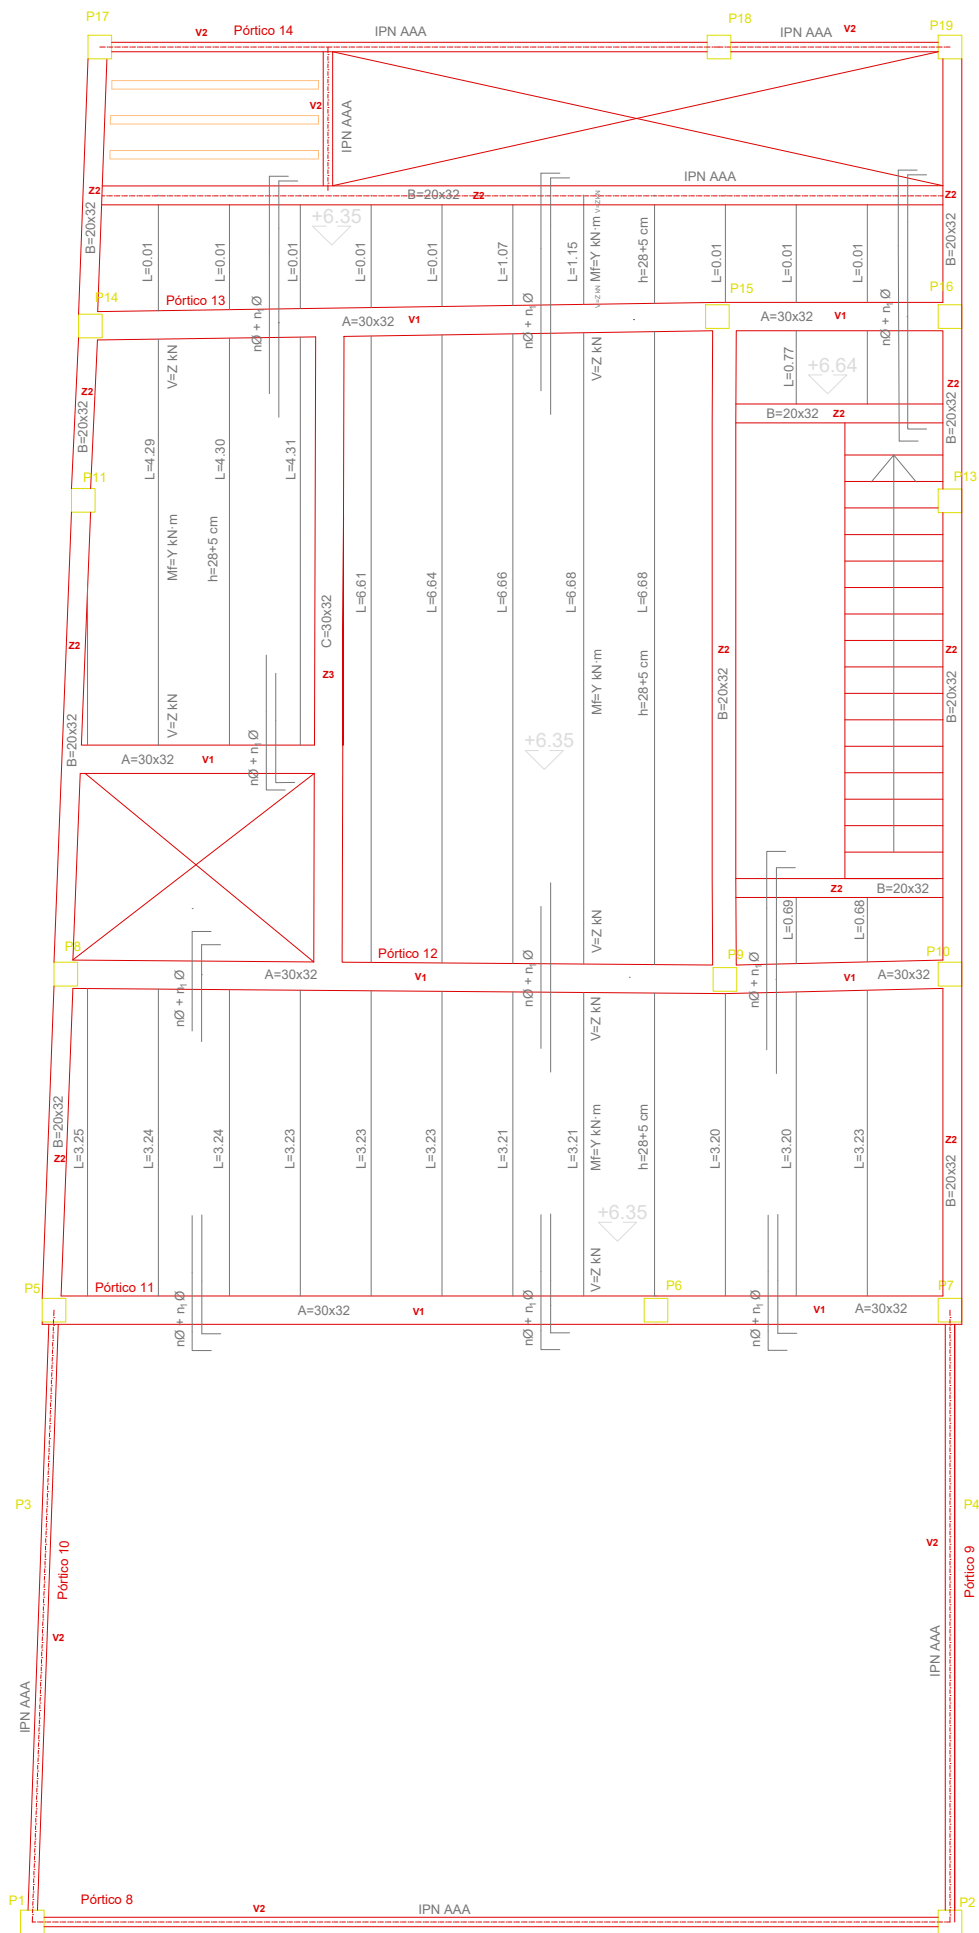 P17
V2
Pórtico 14
IPN AAA
P18
IPN AAA
V2
P19
V2
IPN AAA
IPN AAA
Z2
B=20x32
Z2
Z2
B=20x32
B=20x32
+6.35
L=0.01
L=0.01
L=0.01
L=0.01
L=0.01
L=1.07
L=1.15
V=Z kN
Mf=Y kN·m
V=Z kN
h=28+5 cm
L=0.01
L=0.01
L=0.01
P14
Pórtico 13
A=30x32
V1
P15
A=30x32
V1
P16
nØ + n₁Ø
nØ + n₁Ø
nØ + n₁Ø
V=Z kN
V=Z kN
L=0.77
+6.64
Z2
B=20x32
Z2
B=20x32
B=20x32
Z2
P11
L=4.29
L=4.30
L=4.31
P13
Mf=Y kN·m
h=28+5 cm
C=30x32
Z3
L=6.61
L=6.64
L=6.66
L=6.68
L=6.68
Mf=Y kN·m
h=28+5 cm
Z2
B=20x32
Z2
B=20x32
Z2
B=20x32
V=Z kN
+6.35
A=30x32
V1
nØ + n₁Ø
Z2
B=20x32
L=0.69
L=0.68
V=Z kN
P8
Pórtico 12
P9
P10
A=30x32
V1
V1
A=30x32
nØ + n₁Ø
nØ + n₁Ø
nØ + n₁Ø
V=Z kN
B=20x32
Z2
L=3.25
L=3.24
L=3.24
L=3.23
L=3.23
L=3.23
L=3.21
L=3.21
Mf=Y kN·m
h=28+5 cm
L=3.20
L=3.20
L=3.23
Z2
B=20x32
+6.35
V=Z kN
P5
Pórtico 11
P6
P7
A=30x32
V1
V1
A=30x32
nØ + n₁Ø
nØ + n₁Ø
nØ + n₁Ø
P3
P4
Pórtico 10
V2
Pórtico 9
V2
IPN AAA
IPN AAA
P1
Pórtico 8
V2
IPN AAA
P2